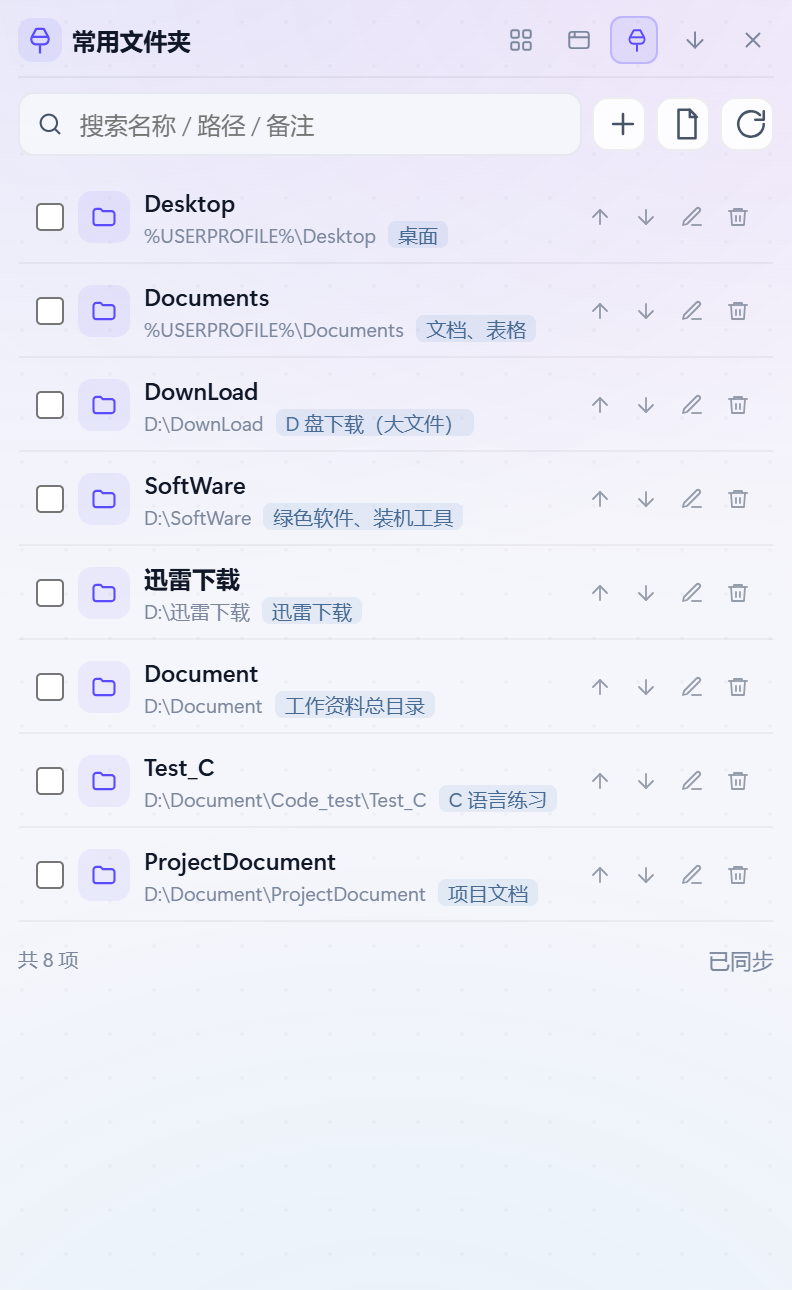 常用文件夹
搜索名称 / 路径 / 备注
Desktop
%USERPROFILE%\Desktop 桌面
Documents
%USERPROFILE%\Documents 文档、表格
DownLoad
D:\DownLoad D 盘下载（大文件）
SoftWare
D:\SoftWare 绿色软件、装机工具
迅雷下载
D:\迅雷下载 迅雷下载
Document
D:\Document 工作资料总目录
Test_C
D:\Document\Code_test\Test_C C 语言练习
ProjectDocument
D:\Document\ProjectDocument 项目文档
共 8 项 已同步